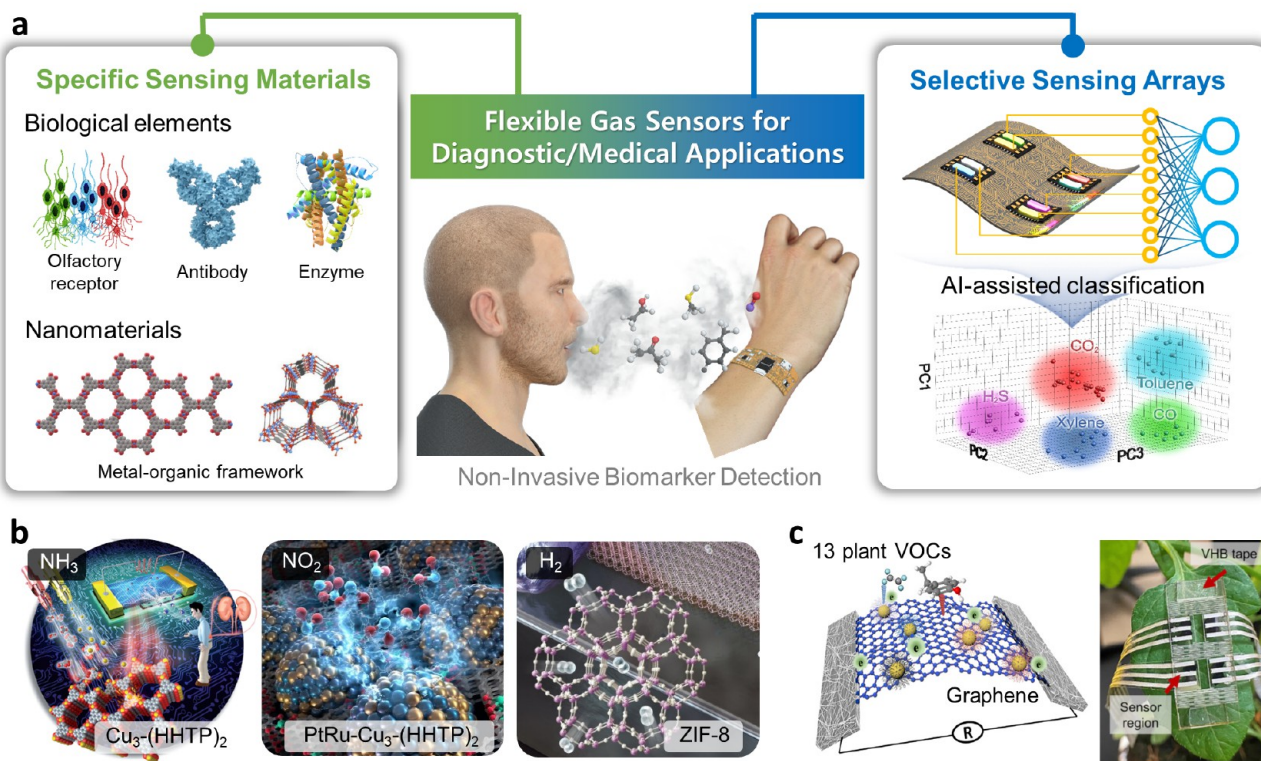 a
Specific Sensing Materials
Biological elements
Olfactory
receptor
Antibody
Enzyme
Nanomaterials
Metal-organic framework
Flexible Gas Sensors for
Diagnostic/Medical Applications
Non-Invasive Biomarker Detection
Selective Sensing Arrays
AI-assisted classification
PC1
CO₂
Toluene
H₂S
Xylene
CO
PC2
PC3
b
NH₃
Cu₃-(HHTP)₂
NO₂
PtRu-Cu₃-(HHTP)₂
H₂
ZIF-8
c
13 plant VOCs
e
e
e
e
e
Graphene
R
VHB tape
Sensor
region